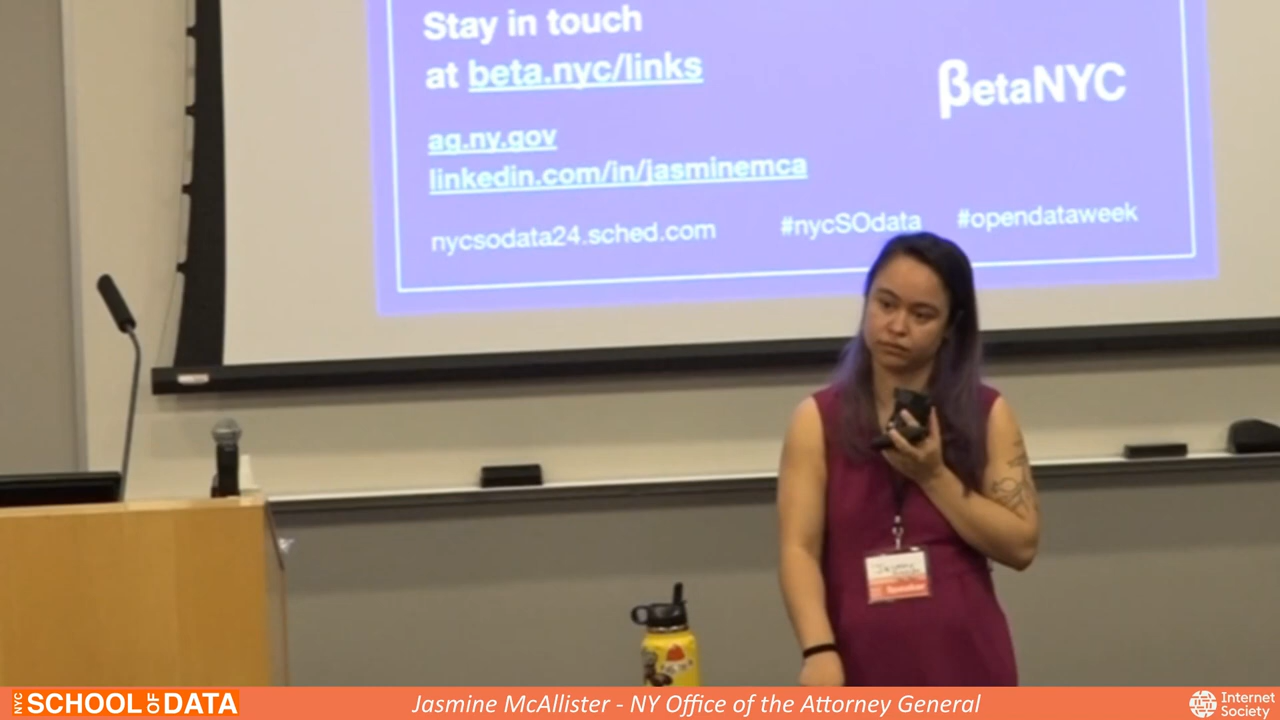 Stay in touch
at beta.nyc/links
βetaNYC
ag.ny.gov
linkedin.com/in/jasminemca
nycsodata24.sched.com
#nycSOdata
#opendataweek
NYC SCHOOL OF DATA
Jasmine McAllister - NY Office of the Attorney General
Internet
Society